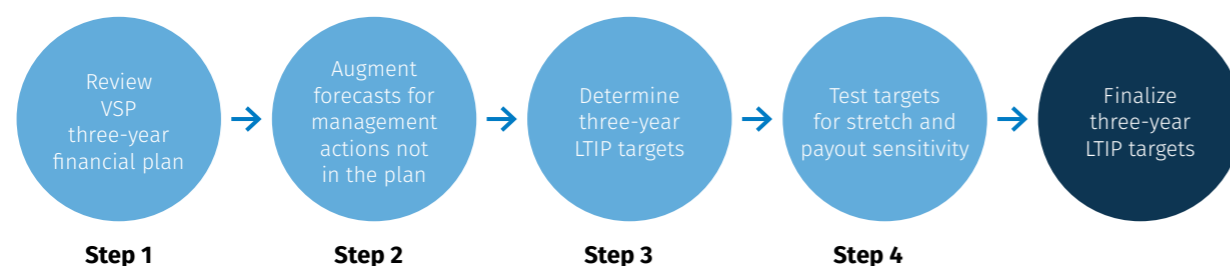 Review
VSP
three-year
financial plan
Augment
forecasts for
management
actions not
in the plan
Determine
three-year
LTIP targets
Test targets
for stretch and
payout sensitivity
Finalize
three-year
LTIP targets
Step 1
Step 2
Step 3
Step 4